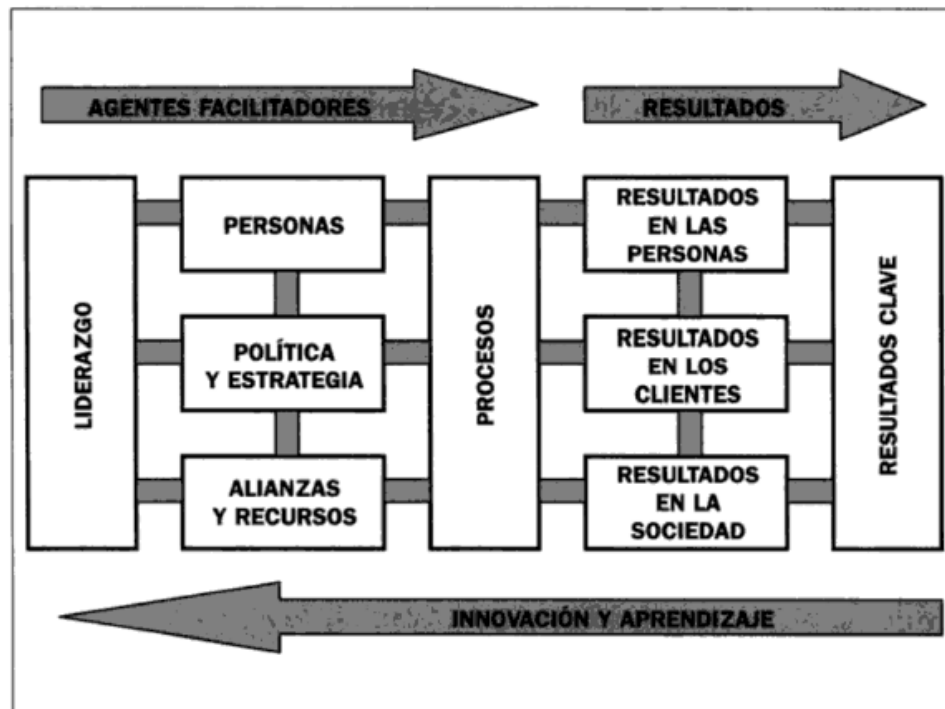 AGENTES FACILITADORES
RESULTADOS
LIDERAZGO
PERSONAS
POLÍTICA
Y ESTRATEGIA
ALIANZAS
Y RECURSOS
PROCESOS
RESULTADOS
EN LAS
PERSONAS
RESULTADOS
EN LOS
CLIENTES
RESULTADOS
EN LA
SOCIEDAD
RESULTADOS CLAVE
INNOVACIÓN Y APRENDIZAJE